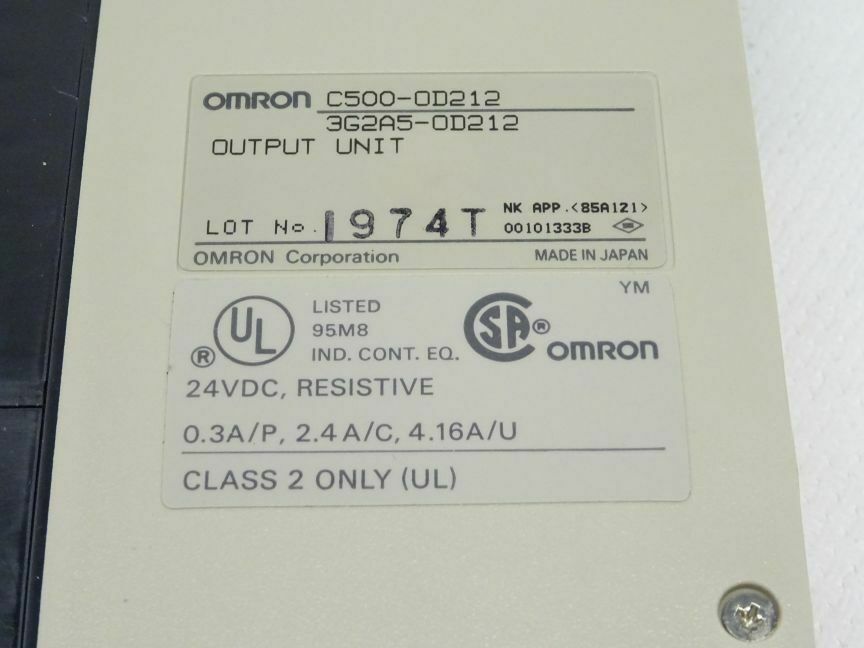 OMRON C500-OD212
3G2A5-OD212
OUTPUT UNIT
LOT No. 1974T NK APP.<85A121>
00101333B
OMRON Corporation MADE IN JAPAN
YM
UL® LISTED
95M8
IND. CONT. EQ.
SA® OMRON
24VDC, RESISTIVE
0.3A/P, 2.4A/C, 4.16A/U
CLASS 2 ONLY (UL)